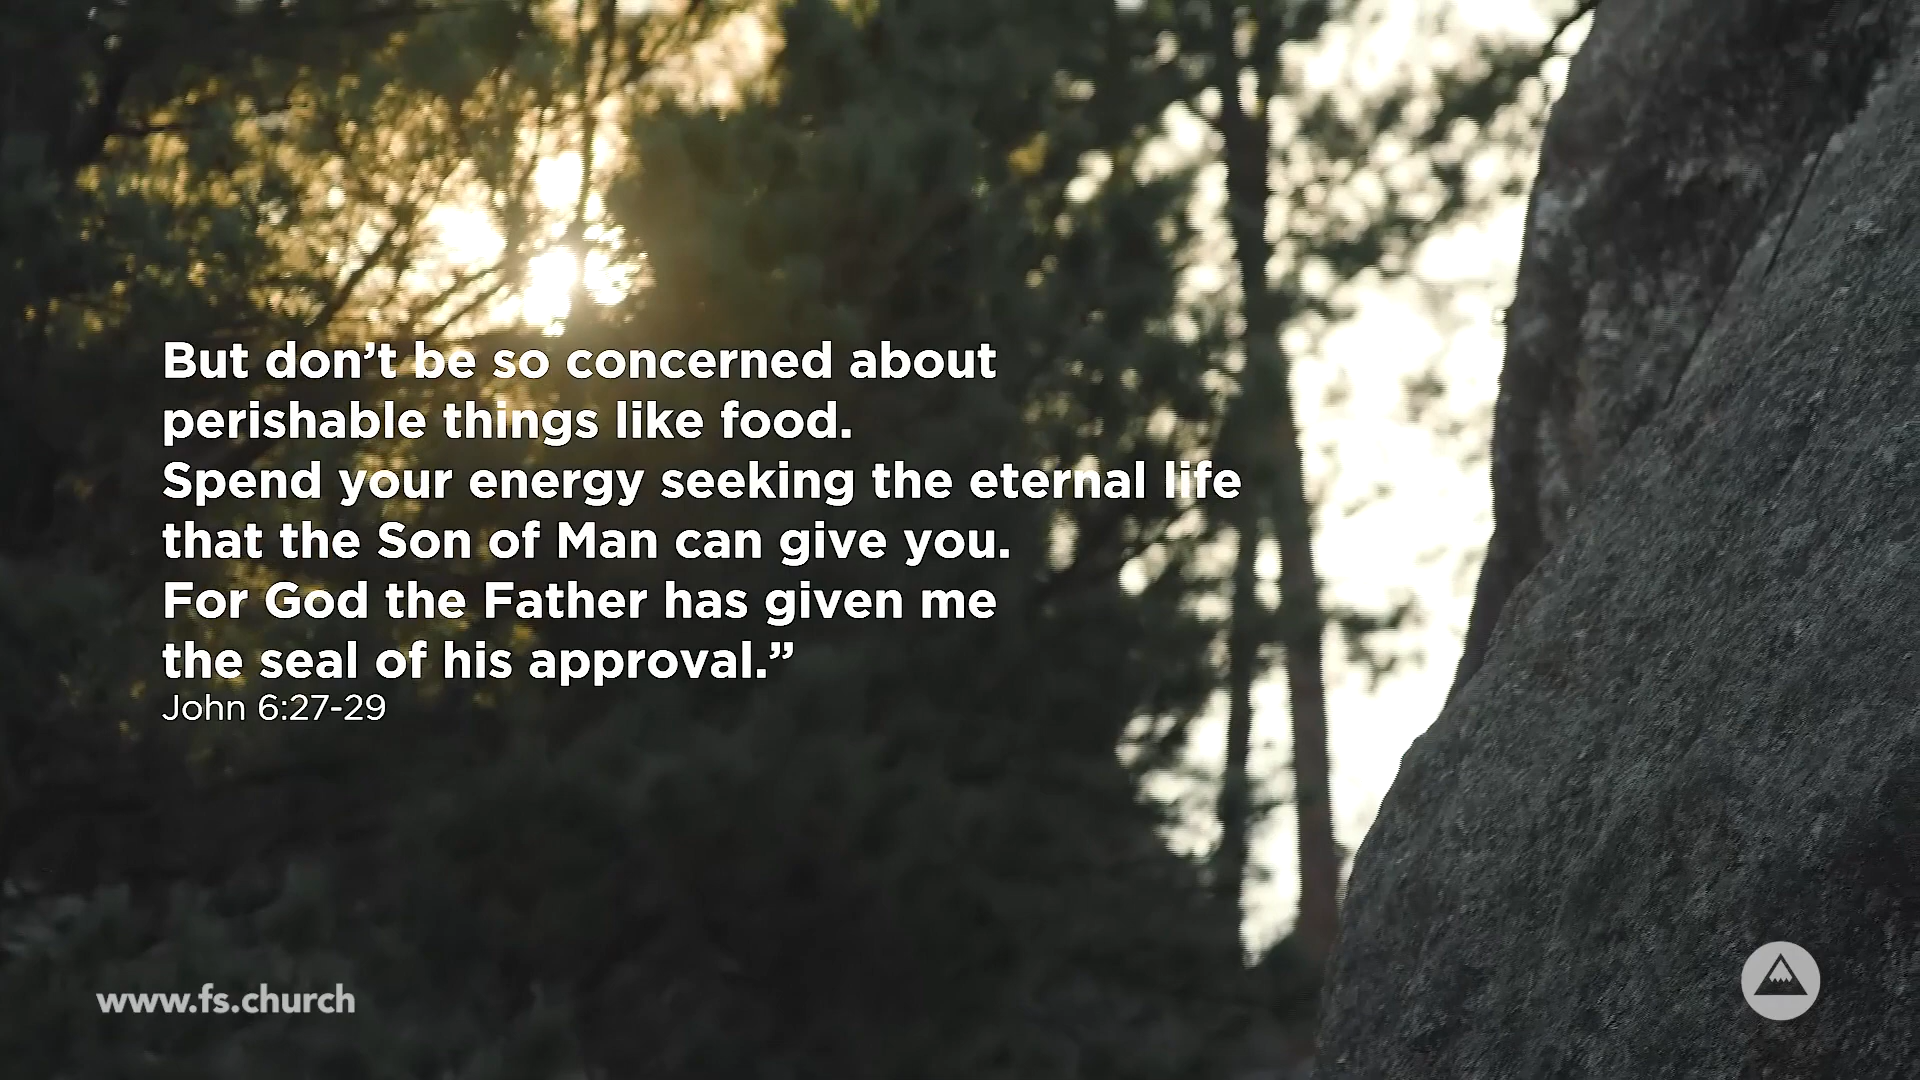 But don’t be so concerned about
perishable things like food.
Spend your energy seeking the eternal life
that the Son of Man can give you.
For God the Father has given me
the seal of his approval.”
John 6:27-29
www.fs.church